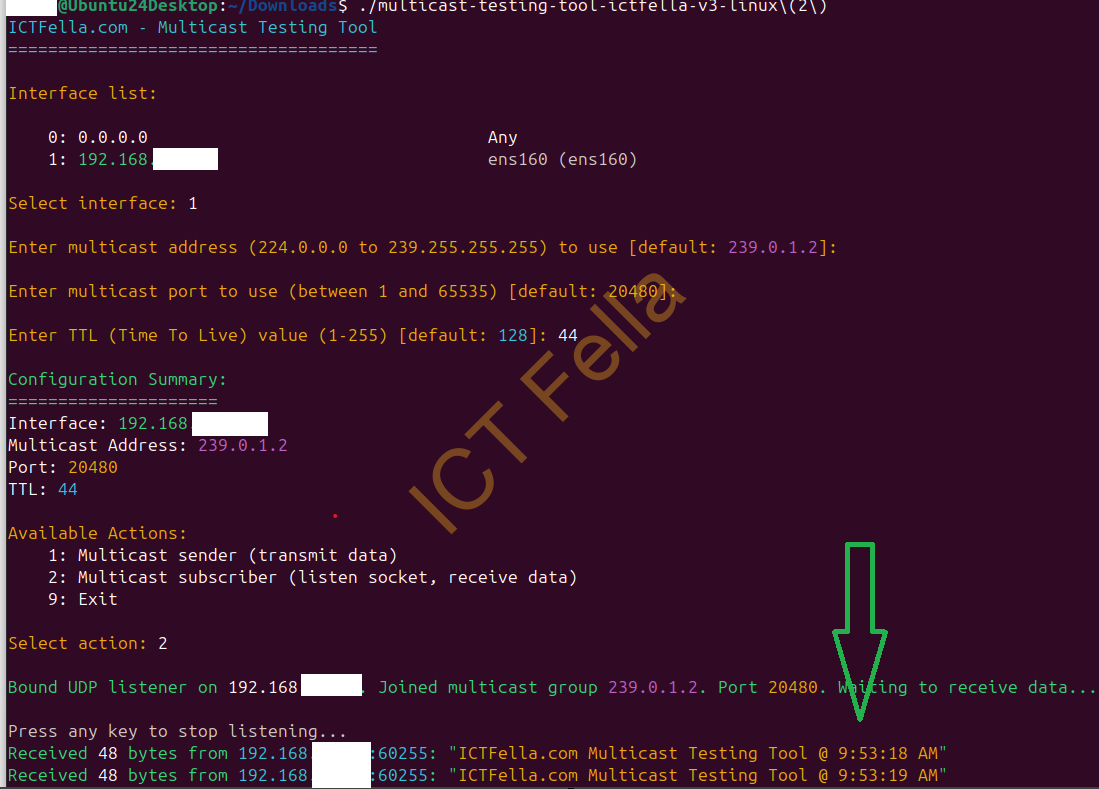 @Ubuntu24Desktop:~/Downloads$ ./multicast-testing-tool-ictfella-v3-linux\(2\)
ICTFella.com - Multicast Testing Tool
=====================================
Interface list:
0: 0.0.0.0 Any
1: 192.168. ens160 (ens160)
Select interface: 1
Enter multicast address (224.0.0.0 to 239.255.255.255) to use [default: 239.0.1.2]:
Enter multicast port to use (between 1 and 65535) [default: 20480]:
Enter TTL (Time To Live) value (1-255) [default: 128]: 44
Configuration Summary:
=====================
Interface: 192.168.
Multicast Address: 239.0.1.2
Port: 20480
TTL: 44
Available Actions:
1: Multicast sender (transmit data)
2: Multicast subscriber (listen socket, receive data)
9: Exit
Select action: 2
Bound UDP listener on 192.168 . Joined multicast group 239.0.1.2. Port 20480. Waiting to receive data...
Press any key to stop listening...
Received 48 bytes from 192.168. :60255: "ICTFella.com Multicast Testing Tool @ 9:53:18 AM"
Received 48 bytes from 192.168. :60255: "ICTFella.com Multicast Testing Tool @ 9:53:19 AM"
ICT Fella